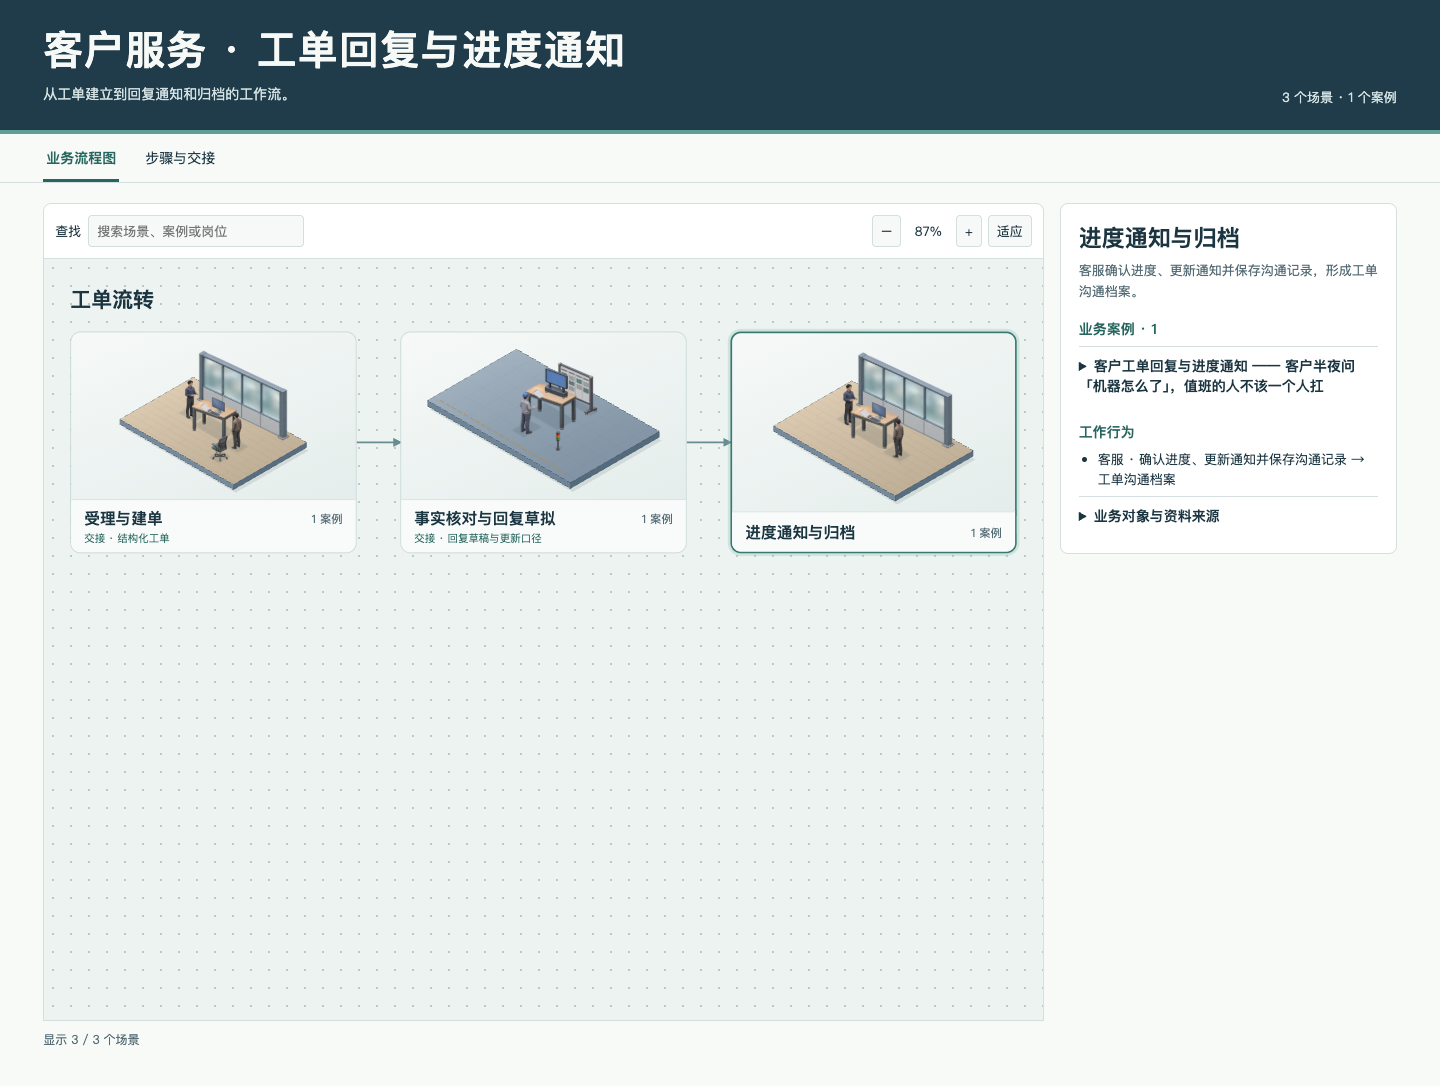 客户服务 · 工单回复与进度通知
从工单建立到回复通知和归档的工作流。
3 个场景 · 1 个案例
业务流程图
步骤与交接
查找
搜索场景、案例或岗位
−
87%
+
适应
工单流转
受理与建单
1 案例
交接 · 结构化工单
事实核对与回复草拟
1 案例
交接 · 回复草稿与更新口径
进度通知与归档
1 案例
显示 3 / 3 个场景
进度通知与归档
客服确认进度、更新通知并保存沟通记录，形成工单
沟通档案。
业务案例 · 1
▶ 客户工单回复与进度通知 —— 客户半夜问
「机器怎么了」，值班的人不该一个人扛
工作行为
• 客服 · 确认进度、更新通知并保存沟通记录 →
工单沟通档案
▶ 业务对象与资料来源